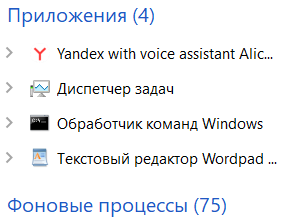 Приложения (4)
Yandex with voice assistant Alic...
Диспетчер задач
Обработчик команд Windows
Текстовый редактор Wordpad ...
Фоновые процессы (75)